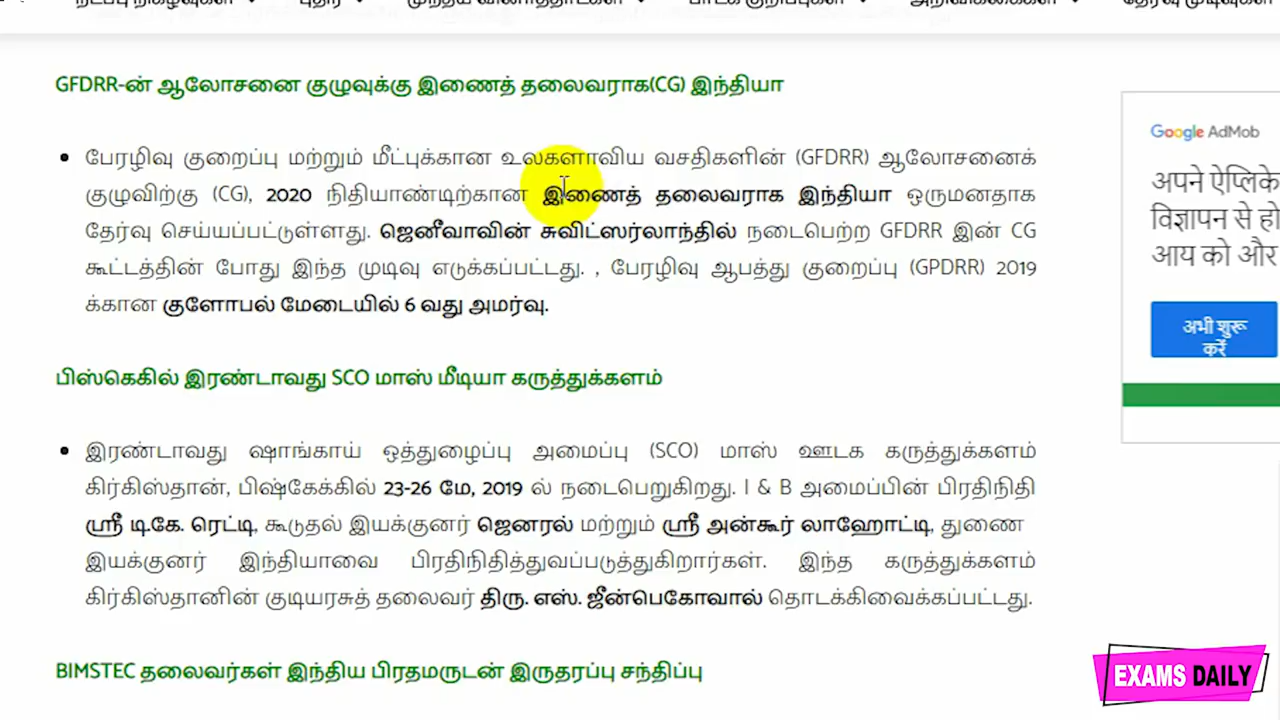 GFDRR-ன் ஆலோசனை குழுவுக்கு இணைத் தலைவராக(CG) இந்தியா
பேரழிவு குறைப்பு மற்றும் மீட்புக்கான உலகளாவிய வசதிகளின் (GFDRR) ஆலோசனைக்
குழுவிற்கு (CG), 2020 நிதியாண்டிற்கான இணைத் தலைவராக இந்தியா ஒருமனதாக
தேர்வு செய்யப்பட்டுள்ளது. ஜெனீவாவின் சுவிட்ஸர்லாந்தில் நடைபெற்ற GFDRR இன் CG
கூட்டத்தின் போது இந்த முடிவு எடுக்கப்பட்டது. , பேரழிவு ஆபத்து குறைப்பு (GPDRR) 2019
க்கான குளோபல் மேடையில் 6 வது அமர்வு.
பிஸ்கெகில் இரண்டாவது SCO மாஸ் மீடியா கருத்துக்களம்
இரண்டாவது ஷாங்காய் ஒத்துழைப்பு அமைப்பு (SCO) மாஸ் ஊடக கருத்துக்களம்
கிர்கிஸ்தான், பிஷ்கேக்கில் 23-26 மே, 2019 ல் நடைபெறுகிறது. I & B அமைப்பின் பிரதிநிதி
ஸ்ரீ டி.கே. ரெட்டி, கூடுதல் இயக்குனர் ஜெனரல் மற்றும் ஸ்ரீ அன்கூர் லாஹோட்டி, துணை
இயக்குனர் இந்தியாவை பிரதிநிதித்துவப்படுத்துகிறார்கள். இந்த கருத்துக்களம்
கிர்கிஸ்தானின் குடியரசுத் தலைவர் திரு. எஸ். ஜீன்பெகோவால் தொடக்கிவைக்கப்பட்டது.
BIMSTEC தலைவர்கள் இந்திய பிரதமருடன் இருதரப்பு சந்திப்பு
Google AdMob
अपने ऐप्लिके
विज्ञापन से हो
आय को और
अभी शुरू
करें
EXAMS DAILY